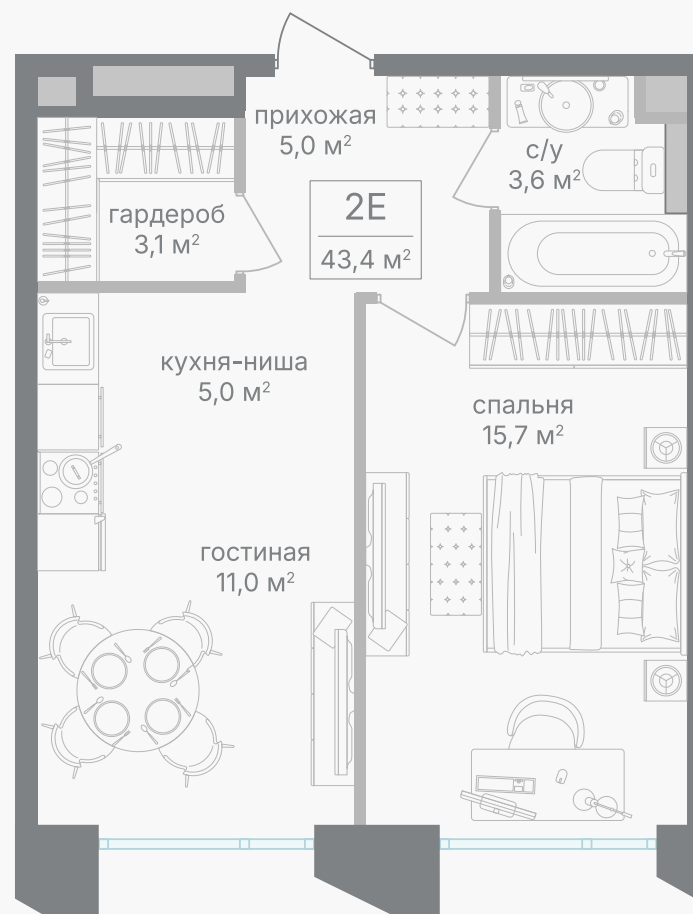 прихожая
5,0 м²
с/у
3,6 м²
2Е
43,4 м²
гардероб
3,1 м²
кухня-ниша
5,0 м²
спальня
15,7 м²
гостиная
11,0 м²